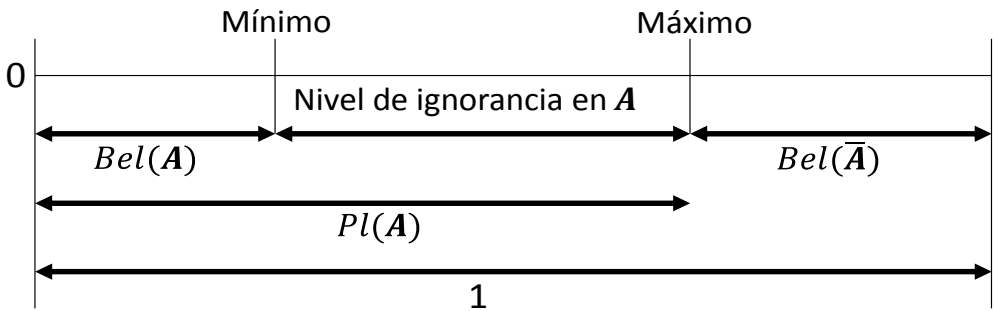 Mínimo Máximo
0
Nivel de ignorancia en A
Bel(A) Bel(A̅)
Pl(A)
1